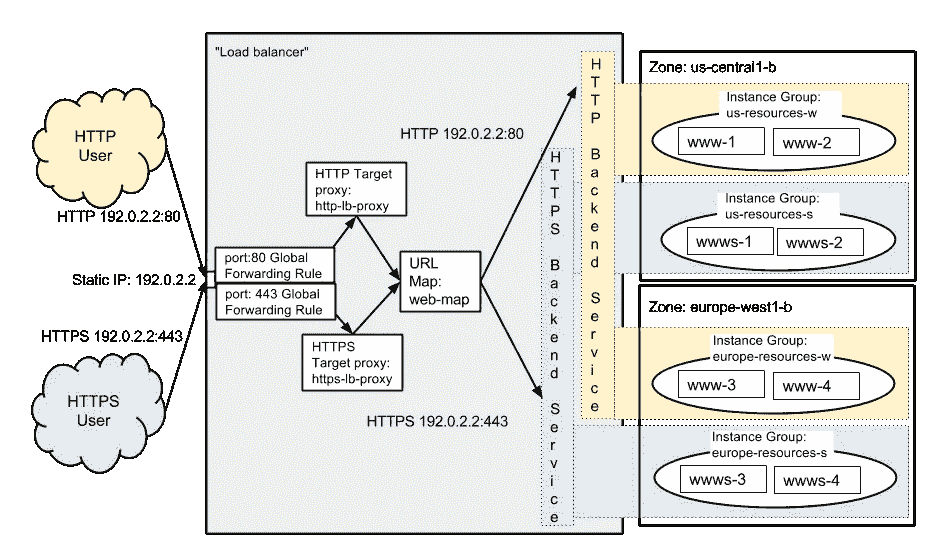 "Load balancer"
HTTP
User
HTTP 192.0.2.2:80
Static IP: 192.0.2.2
HTTPS 192.0.2.2:443
HTTPS
User
port:80 Global
Forwarding Rule
port: 443 Global
Forwarding Rule
HTTP Target
proxy:
http-lb-proxy
HTTPS
Target proxy:
https-lb-proxy
URL
Map:
web-map
HTTP 192.0.2.2:80
HTTPS 192.0.2.2:443
HTTPS Backend Service
HTTP Backend Service
Zone: us-central1-b
Instance Group:
us-resources-w
www-1
www-2
Instance Group:
us-resources-s
wwws-1
wwws-2
Zone: europe-west1-b
Instance Group:
europe-resources-w
www-3
www-4
Instance Group:
europe-resources-s
wwws-3
wwws-4